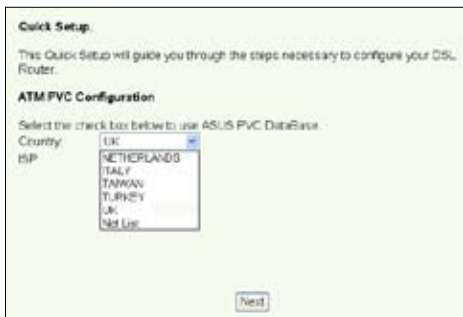 Quick Setup.
This Quick Setup will guide you through the steps necessary to configure your DSL
Router.
ATM PVC Configuration
Select the check box below to use ASUS PVC DataBase.
Country UK
ISP
NETHERLANDS
ITALY
TAIWAN
TURKEY
UK
Not List
Next